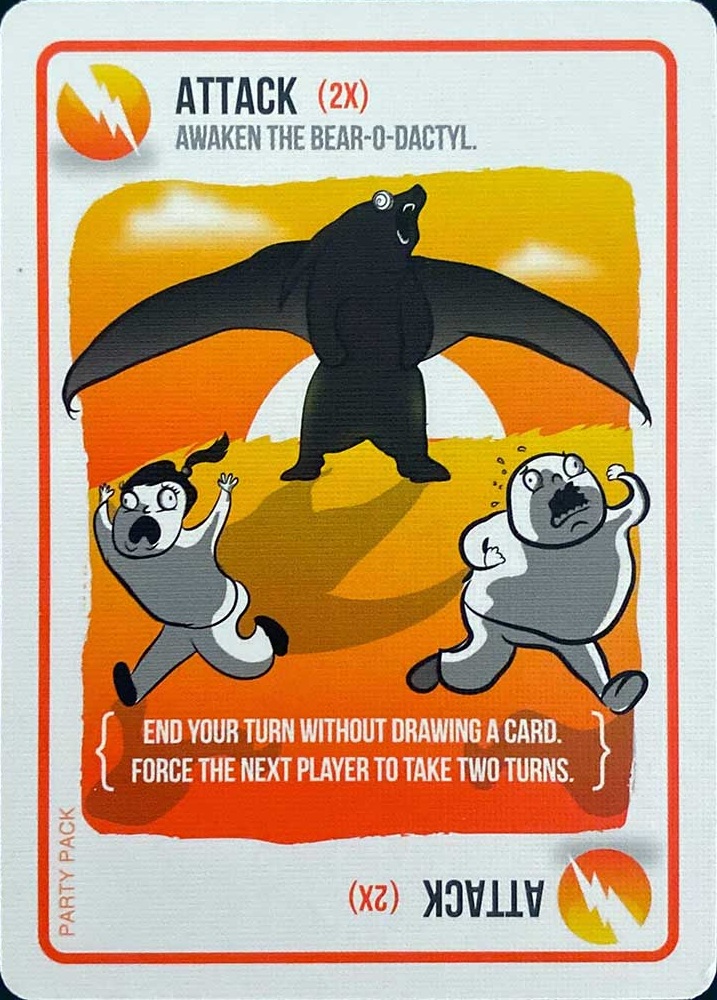 ATTACK (2X)
AWAKEN THE BEAR-O-DACTYL.
{ END YOUR TURN WITHOUT DRAWING A CARD.
FORCE THE NEXT PLAYER TO TAKE TWO TURNS. }
PARTY PACK
ATTACK (2X)